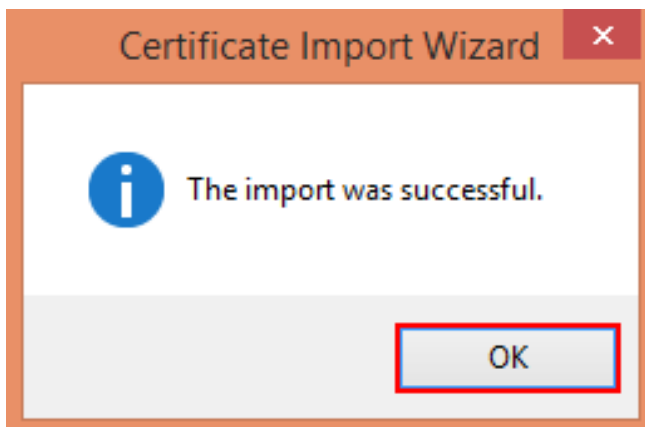 Certificate Import Wizard
The import was successful.
OK